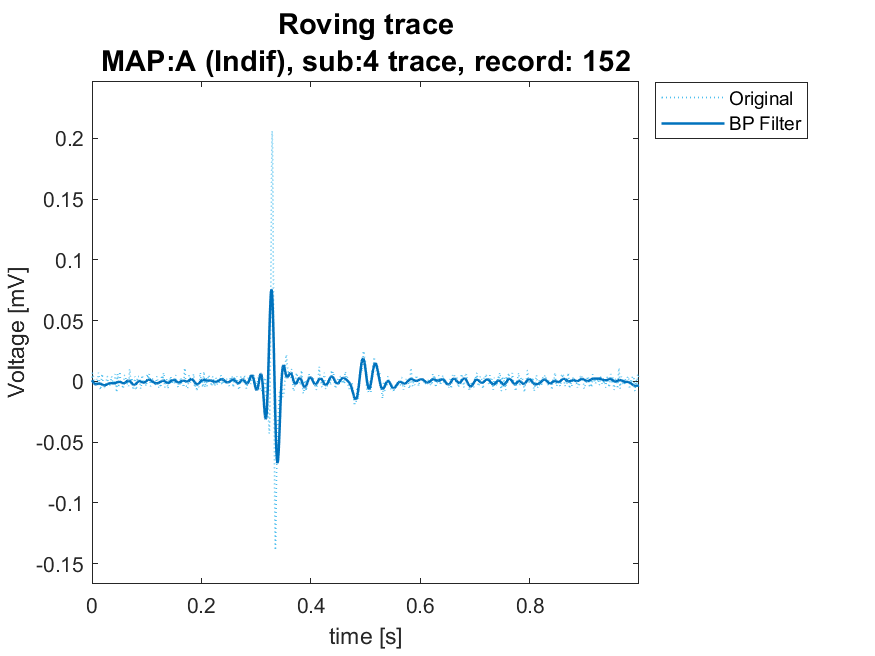 Roving trace
MAP:A (Indif), sub:4 trace, record: 152
Original
BP Filter
0.2
0.15
0.1
0.05
0
-0.05
-0.1
-0.15
Voltage [mV]
0
0.2
0.4
0.6
0.8
time [s]